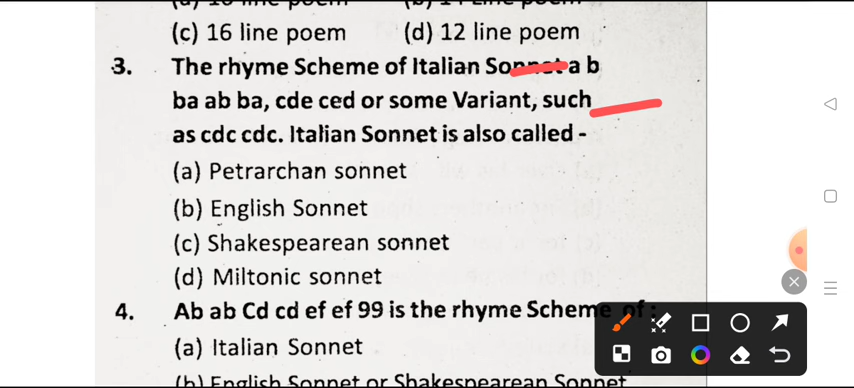 (c) 16 line poem (d) 12 line poem
3. The rhyme Scheme of Italian Sonnet a b
ba ab ba, cde ced or some Variant, such
as cdc cdc. Italian Sonnet is also called -
(a) Petrarchan sonnet
(b) English Sonnet
(c) Shakespearean sonnet
(d) Miltonic sonnet
4. Ab ab Cd cd ef ef 99 is the rhyme Scheme of :
(a) Italian Sonnet
(b) English Sonnet or Shakespearean Sonnet